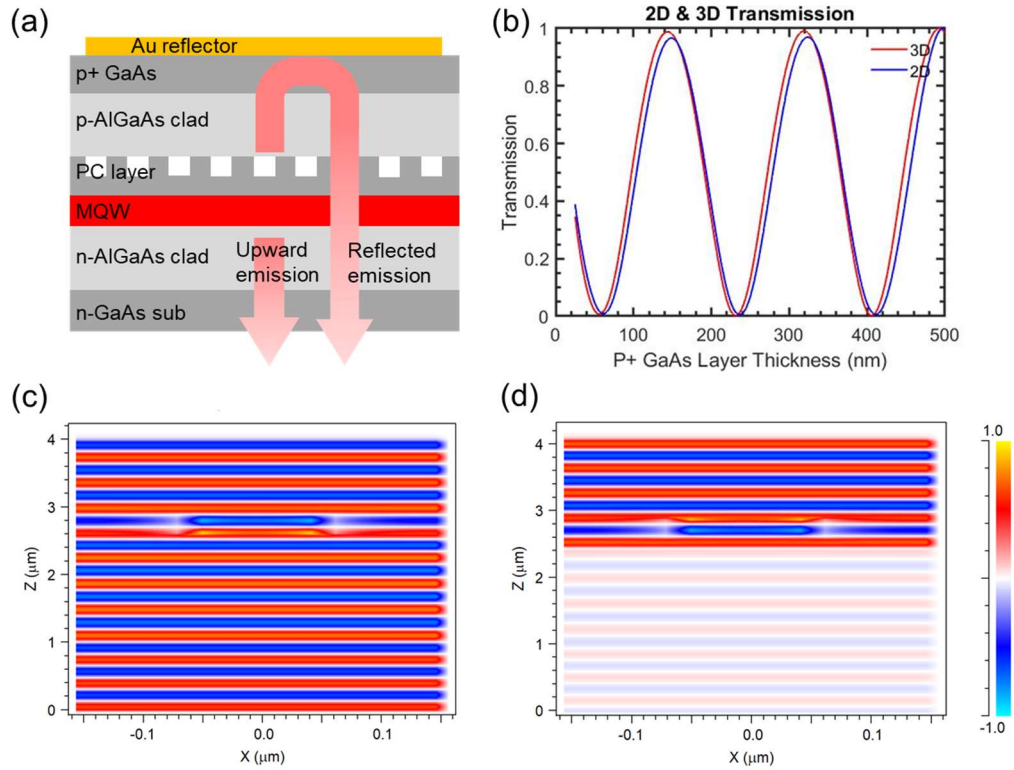 (a)
Au reflector
p+ GaAs
p-AlGaAs clad
PC layer
MQW
n-AlGaAs clad
n-GaAs sub
Upward
emission
Reflected
emission
(b)
2D & 3D Transmission
3D
2D
Transmission
1
0.8
0.6
0.4
0.2
0
0 100 200 300 400 500
P+ GaAs Layer Thickness (nm)
(c)
Z (μm)
4
3
2
1
0
-0.1 0.0 0.1
X (μm)
(d)
Z (μm)
4
3
2
1
0
-0.1 0.0 0.1
X (μm)
1.0
-1.0